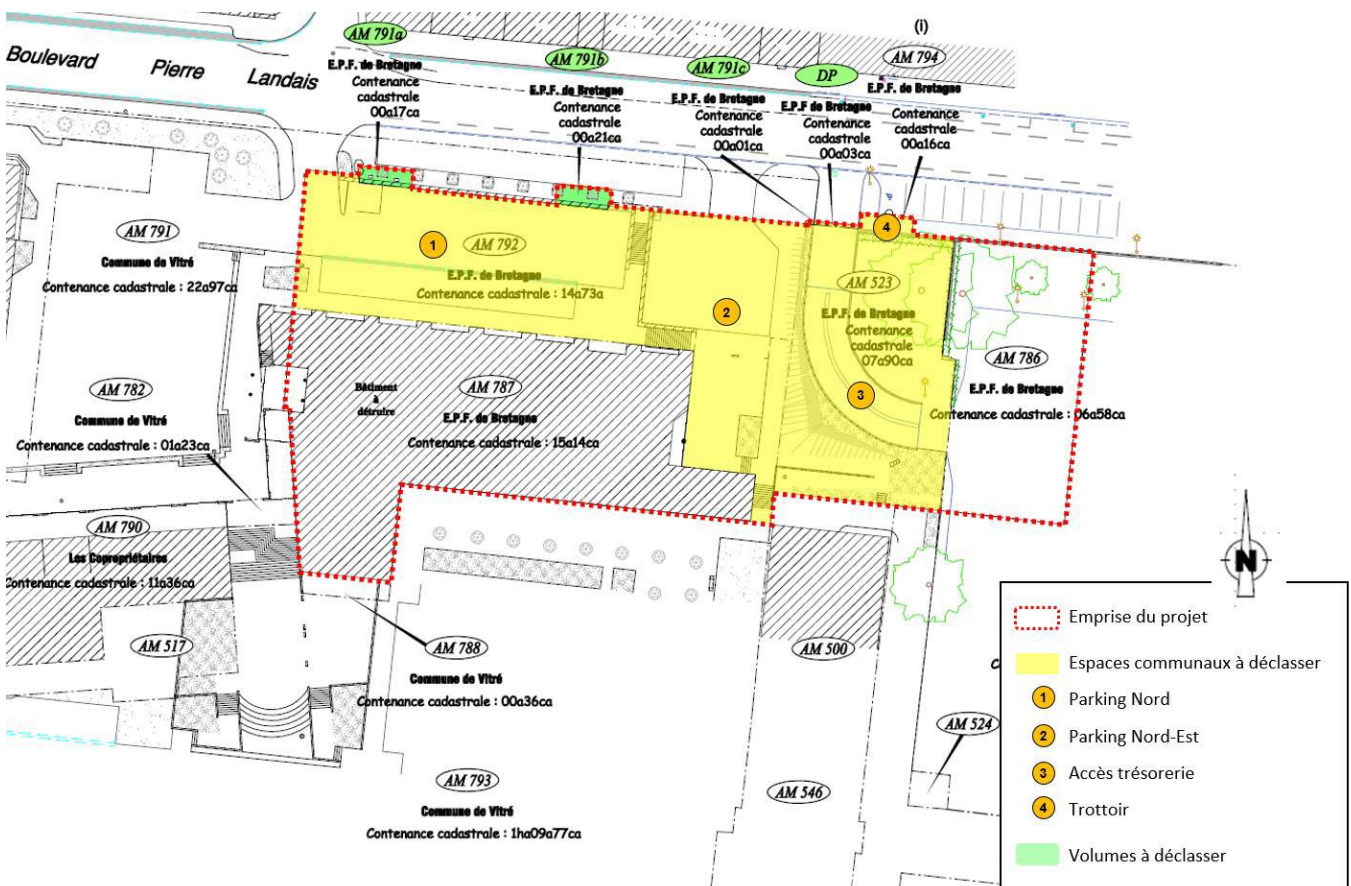 Boulevard Pierre Landais
AM 791a
E.P.F. de Bretagne
Contenance
cadastrale
00a17ca
AM 791b
E.P.F. de Bretagne
Contenance
cadastrale
00a21ca
AM 791c
E.P.F. de Bretagne
Contenance
cadastrale
00a01ca
DP
E.P.F de Bretagne
Contenance
cadastrale
00a03ca
(i)
AM 794
E.P.F. de Bretagne
Contenance
cadastrale
00a16ca
AM 791
Commune de Vitré
Contenance cadastrale : 22a97ca
1
AM 792
E.P.F. de Bretagne
Contenance cadastrale : 14a73a
2
4
AM 523
E.P.F. de Bretagne
Contenance
cadastrale
07a90ca
3
AM 786
E.P.F. de Bretagne
Contenance cadastrale : 06a58ca
AM 782
Commune de Vitré
Contenance cadastrale : 01a23ca
Bâtiment
à
détruire
AM 787
E.P.F. de Bretagne
Contenance cadastrale : 15a14ca
AM 790
Les Copropriétaires
Contenance cadastrale : 11a36ca
AM 517
AM 788
Commune de Vitré
Contenance cadastrale : 00a36ca
AM 500
AM 524
AM 793
Commune de Vitré
Contenance cadastrale : 1ha09a77ca
AM 546
N
Emprise du projet
Espaces communaux à déclasser
1 Parking Nord
2 Parking Nord-Est
3 Accès trésorerie
4 Trottoir
Volumes à déclasser